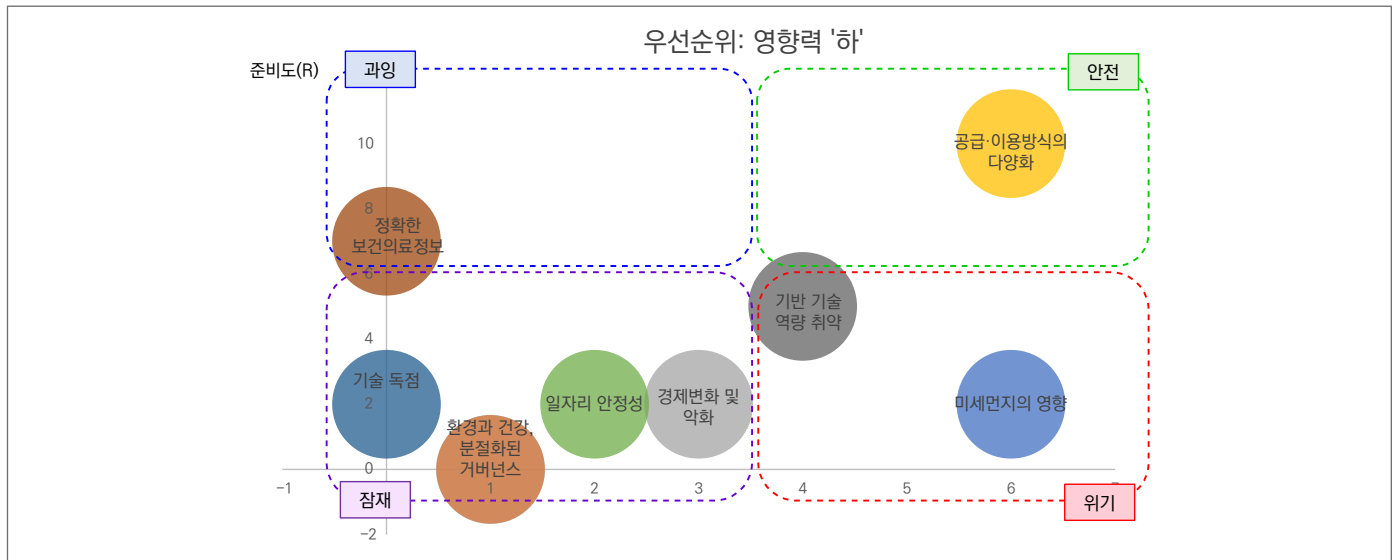 우선순위: 영향력 '하'
준비도(R)
과잉
안전
10
공급·이용방식의
다양화
8
정확한
보건의료정보
6
기반 기술
역량 취약
4
기술 독점
2
일자리 안정성
경제변화 및
악화
미세먼지의 영향
환경과 건강,
분절화된
거버넌스
0
−1
1
2
3
4
5
6
7
잠재
위기
−2